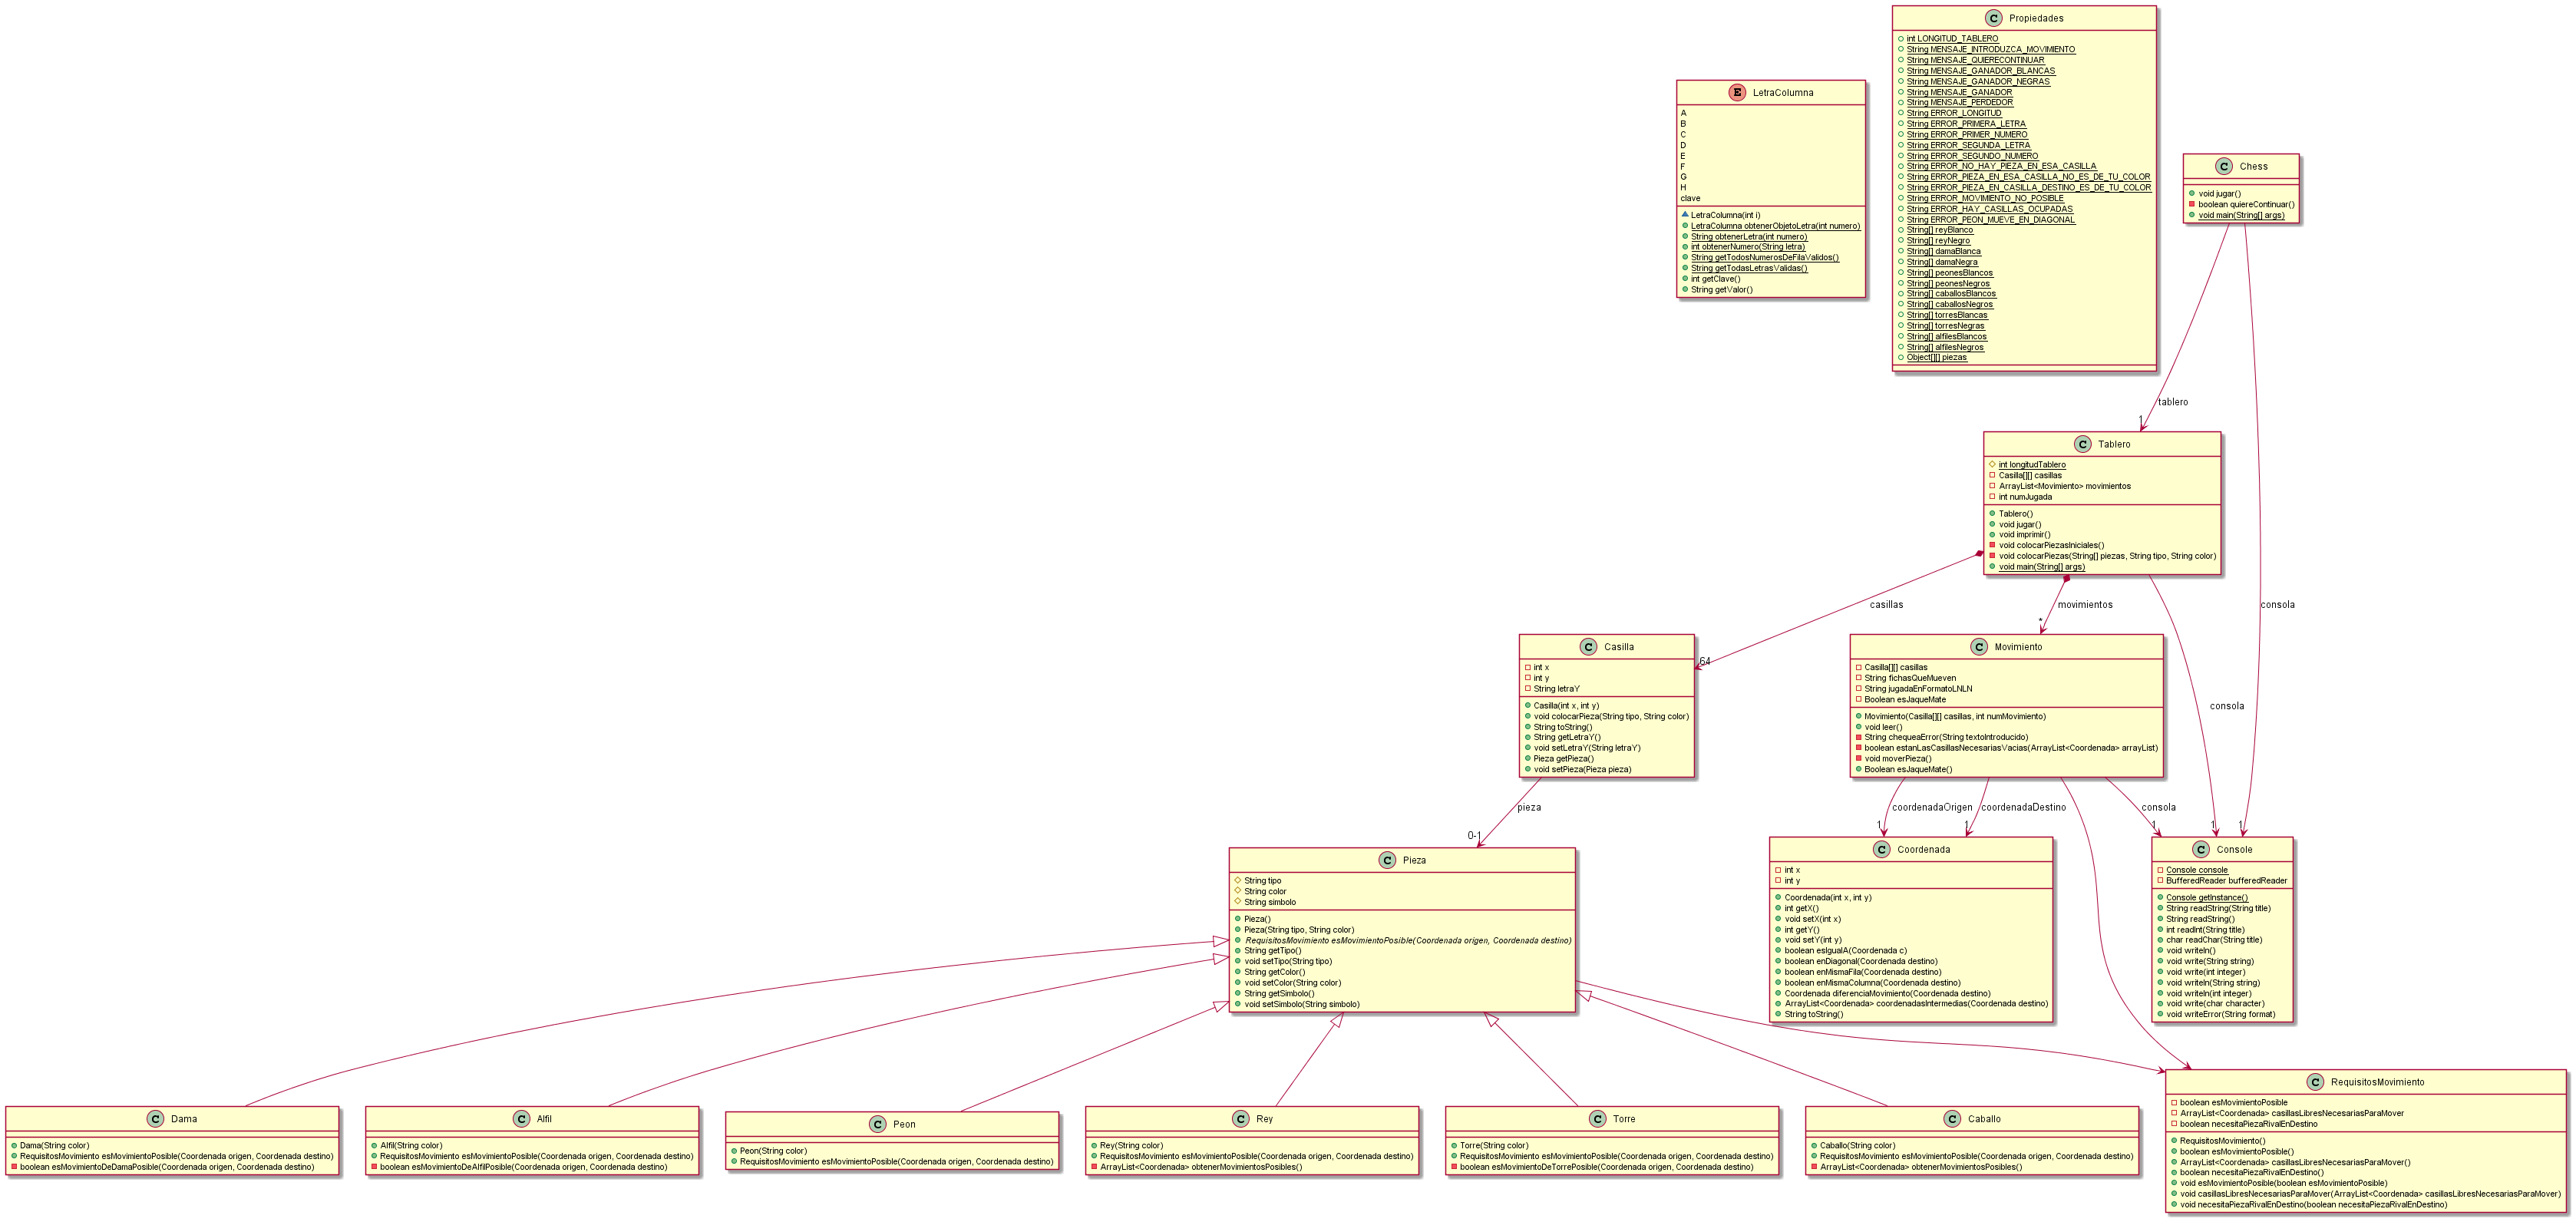 Propiedades
int LONGITUD_TABLERO
String MENSAJE_INTRODUZCA_MOVIMIENTO
String MENSAJE_QUIERECONTINUAR
String MENSAJE_GANADOR_BLANCAS
String MENSAJE_GANADOR_NEGRAS
String MENSAJE_GANADOR
String MENSAJE_PERDEDOR
String ERROR_LONGITUD
String ERROR_PRIMERA_LETRA
String ERROR_PRIMER_NUMERO
String ERROR_SEGUNDA_LETRA
String ERROR_SEGUNDO_NUMERO
String ERROR_NO_HAY_PIEZA_EN_ESA_CASILLA
String ERROR_PIEZA_EN_ESA_CASILLA_NO_ES_DE_TU_COLOR
String ERROR_PIEZA_EN_CASILLA_DESTINO_ES_DE_TU_COLOR
String ERROR_MOVIMIENTO_NO_POSIBLE
String ERROR_HAY_CASILLAS_OCUPADAS
String ERROR_PEON_MUEVE_EN_DIAGONAL
String[] reyBlanco
String[] reyNegro
String[] damaBlanca
String[] damaNegra
String[] peonesBlancos
String[] peonesNegros
String[] caballosBlancos
String[] caballosNegros
String[] torresBlancas
String[] torresNegras
String[] alfilesBlancos
String[] alfilesNegros
Object[][] piezas
E LetraColumna
A
B
C
D
E
F
G
H
clave
LetraColumna(int i)
LetraColumna obtenerObjetoLetra(int numero)
String obtenerLetra(int numero)
int obtenerNumero(String letra)
String getTodosNumerosDeFilaValidos()
String getTodasLetrasValidas()
int getClave()
String getValor()
C Chess
void jugar()
boolean quiereContinuar()
void main(String[] args)
tablero
1
consola
1
C Tablero
int longitudTablero
Casilla[][] casillas
ArrayList<Movimiento> movimientos
int numJugada
Tablero()
void jugar()
void imprimir()
void colocarPiezasIniciales()
void colocarPiezas(String[] piezas, String tipo, String color)
void main(String[] args)
casillas
64
movimientos
*
consola
1
C Casilla
int x
int y
String letraY
Casilla(int x, int y)
void colocarPieza(String tipo, String color)
String toString()
String getLetraY()
void setLetraY(String letraY)
Pieza getPieza()
void setPieza(Pieza pieza)
C Movimiento
Casilla[][] casillas
String fichasQueMueven
String jugadaEnFormatoLNLN
Boolean esJaqueMate
Movimiento(Casilla[][] casillas, int numMovimiento)
void leer()
String chequeaError(String textoIntroducido)
boolean estanLasCasillasNecesariasVacias(ArrayList<Coordenada> arrayList)
void moverPieza()
Boolean esJaqueMate()
pieza
0-1
coordenadaOrigen
1
coordenadaDestino
1
consola
1
C Pieza
String tipo
String color
String simbolo
Pieza()
Pieza(String tipo, String color)
RequisitosMovimiento esMovimientoPosible(Coordenada origen, Coordenada destino)
String getTipo()
void setTipo(String tipo)
String getColor()
void setColor(String color)
String getSimbolo()
void setSimbolo(String simbolo)
C Coordenada
int x
int y
Coordenada(int x, int y)
int getX()
void setX(int x)
int getY()
void setY(int y)
boolean esIgualA(Coordenada c)
boolean enDiagonal(Coordenada destino)
boolean enMismaFila(Coordenada destino)
boolean enMismaColumna(Coordenada destino)
Coordenada diferenciaMovimiento(Coordenada destino)
ArrayList<Coordenada> coordenadasIntermedias(Coordenada destino)
String toString()
C Console
Console console
BufferedReader bufferedReader
Console getInstance()
String readString(String title)
String readString()
int readInt(String title)
char readChar(String title)
void writeln()
void write(String string)
void write(int integer)
void writeln(String string)
void writeln(int integer)
void write(char character)
void writeError(String format)
C Dama
Dama(String color)
RequisitosMovimiento esMovimientoPosible(Coordenada origen, Coordenada destino)
boolean esMovimientoDeDamaPosible(Coordenada origen, Coordenada destino)
C Alfil
Alfil(String color)
RequisitosMovimiento esMovimientoPosible(Coordenada origen, Coordenada destino)
boolean esMovimientoDeAlfilPosible(Coordenada origen, Coordenada destino)
C Peon
Peon(String color)
RequisitosMovimiento esMovimientoPosible(Coordenada origen, Coordenada destino)
C Rey
Rey(String color)
RequisitosMovimiento esMovimientoPosible(Coordenada origen, Coordenada destino)
ArrayList<Coordenada> obtenerMovimientosPosibles()
C Torre
Torre(String color)
RequisitosMovimiento esMovimientoPosible(Coordenada origen, Coordenada destino)
boolean esMovimientoDeTorrePosible(Coordenada origen, Coordenada destino)
C Caballo
Caballo(String color)
RequisitosMovimiento esMovimientoPosible(Coordenada origen, Coordenada destino)
ArrayList<Coordenada> obtenerMovimientosPosibles()
C RequisitosMovimiento
boolean esMovimientoPosible
ArrayList<Coordenada> casillasLibresNecesariasParaMover
boolean necesitaPiezaRivalEnDestino
RequisitosMovimiento()
boolean esMovimientoPosible()
ArrayList<Coordenada> casillasLibresNecesariasParaMover()
boolean necesitaPiezaRivalEnDestino()
void esMovimientoPosible(boolean esMovimientoPosible)
void casillasLibresNecesariasParaMover(ArrayList<Coordenada> casillasLibresNecesariasParaMover)
void necesitaPiezaRivalEnDestino(boolean necesitaPiezaRivalEnDestino)